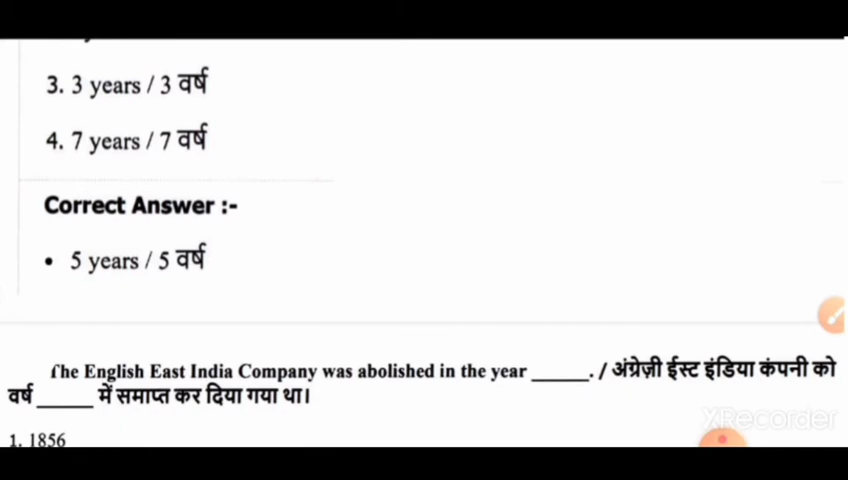 3. 3 years / 3 वर्ष
4. 7 years / 7 वर्ष
Correct Answer :-
• 5 years / 5 वर्ष
The English East India Company was abolished in the year ______. / अंग्रेज़ी ईस्ट इंडिया कंपनी को
वर्ष ______ में समाप्त कर दिया गया था।
XRecorder
1. 1856